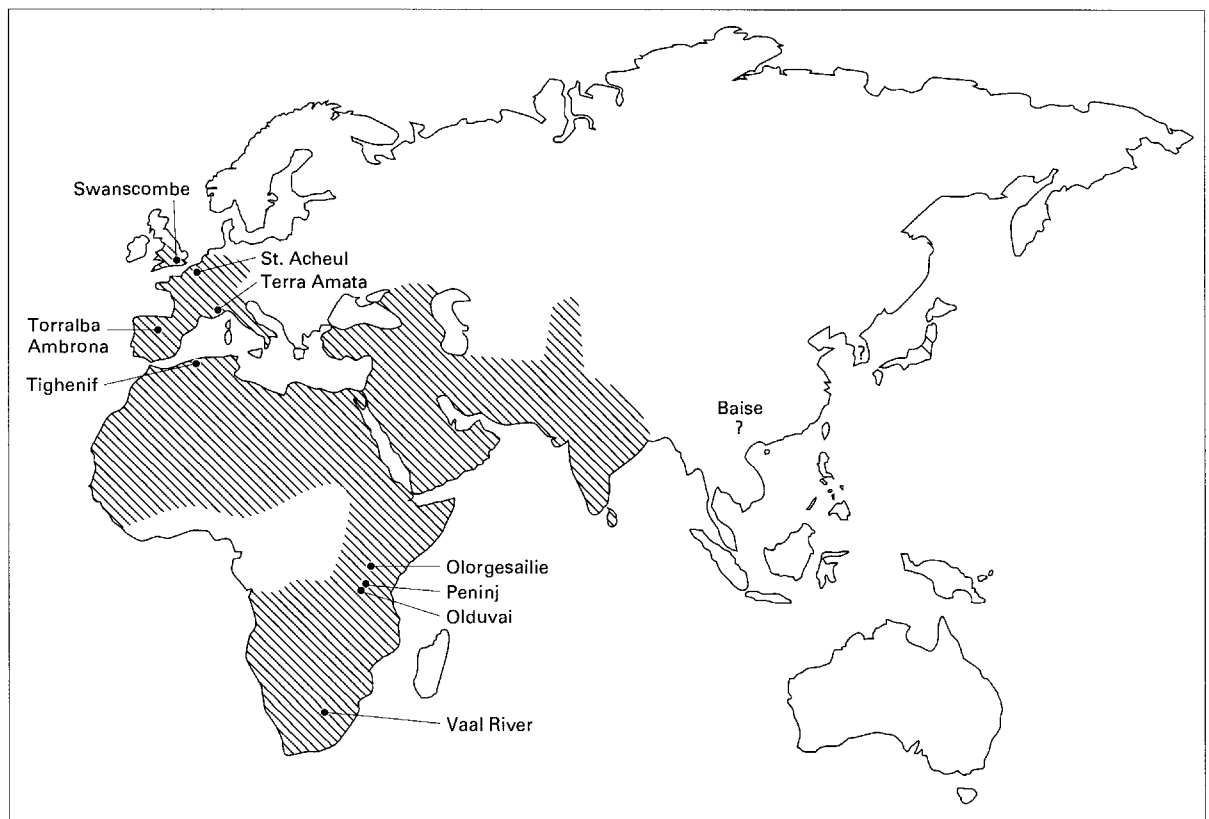 Swanscombe
St. Acheul
Terra Amata
Torralba
Ambrona
Tighenif
?
Baise
?
Olorgesailie
Peninj
Olduvai
Vaal River